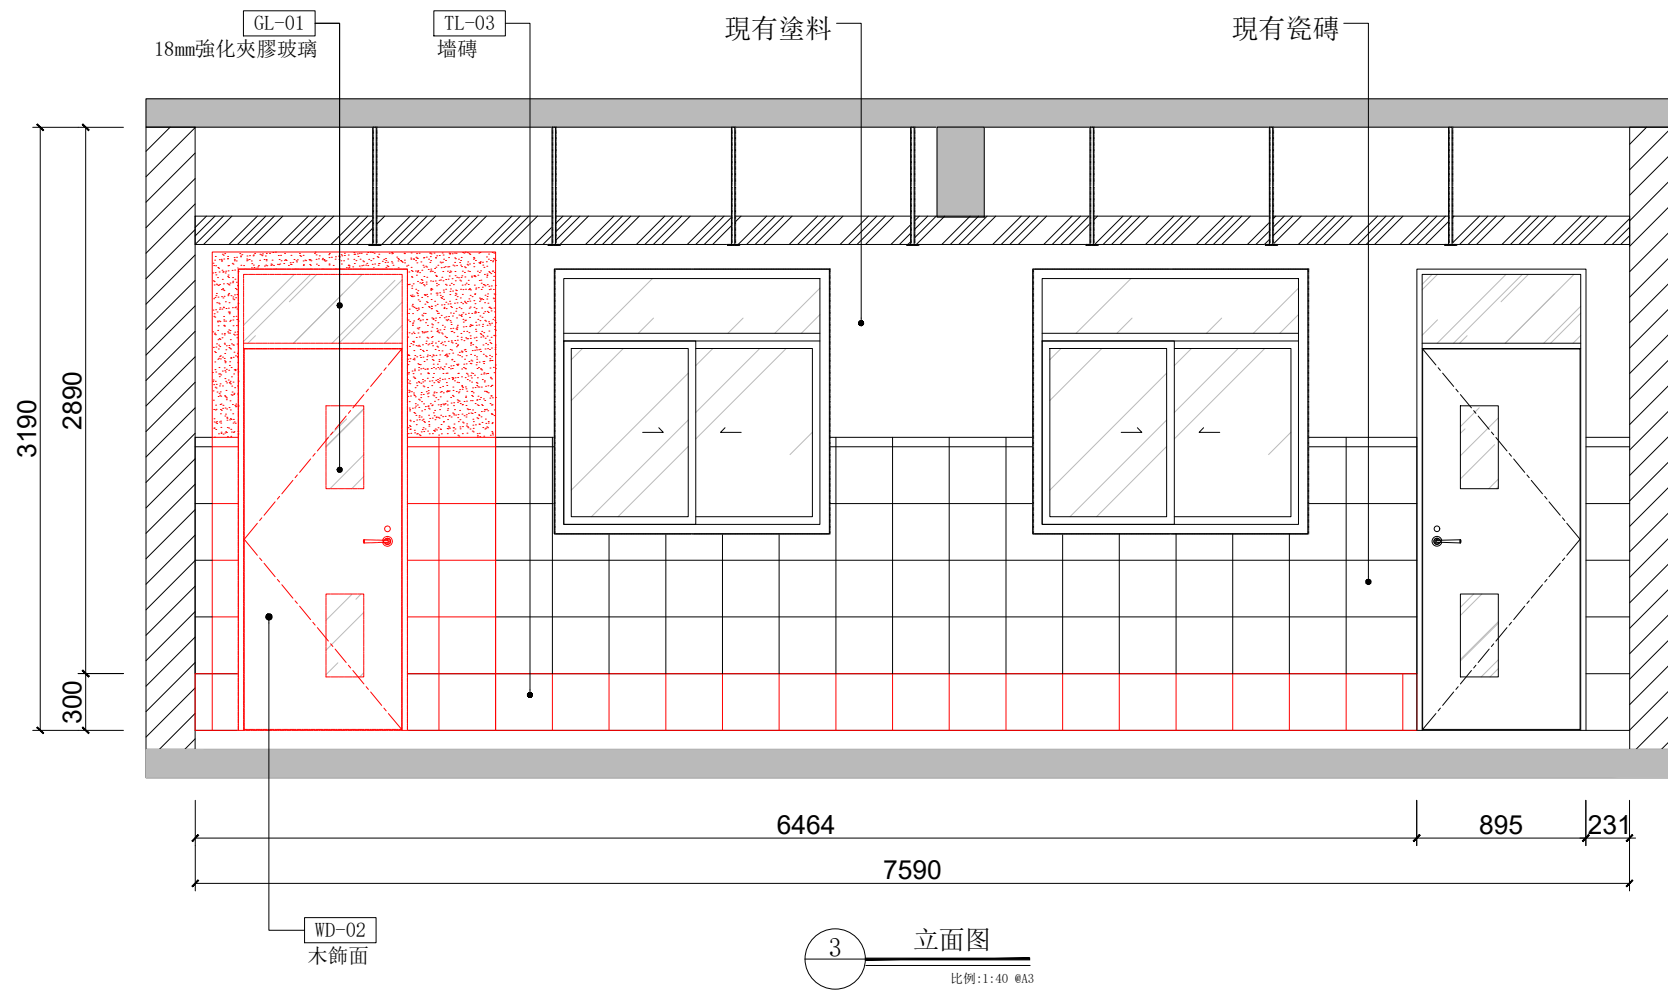 GL-01
18mm強化夾膠玻璃
TL-03
墻磚
現有塗料
現有瓷磚
3190
2890
300
6464
895
231
7590
WD-02
木飾面
3
立面图
比例:1:40 @A3